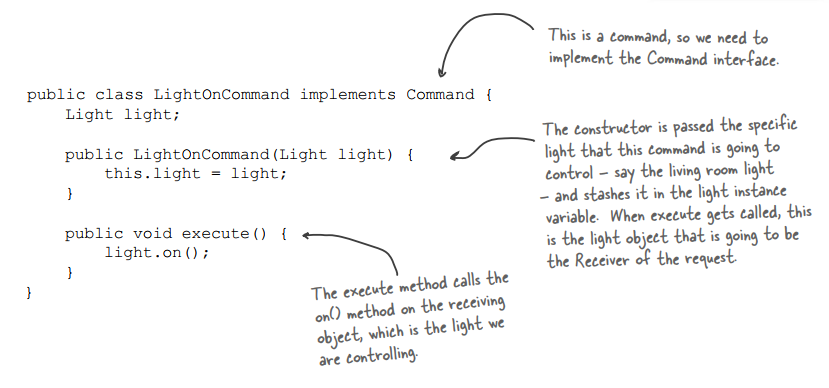 This is a command, so we need to
implement the Command interface.
public class LightOnCommand implements Command {
Light light;
public LightOnCommand(Light light) {
this.light = light;
}
The constructor is passed the specific
light that this command is going to
control – say the living room light
– and stashes it in the light instance
variable. When execute gets called, this
is the light object that is going to be
the Receiver of the request.
public void execute() {
light.on();
}
}
The execute method calls the
on() method on the receiving
object, which is the light we
are controlling.